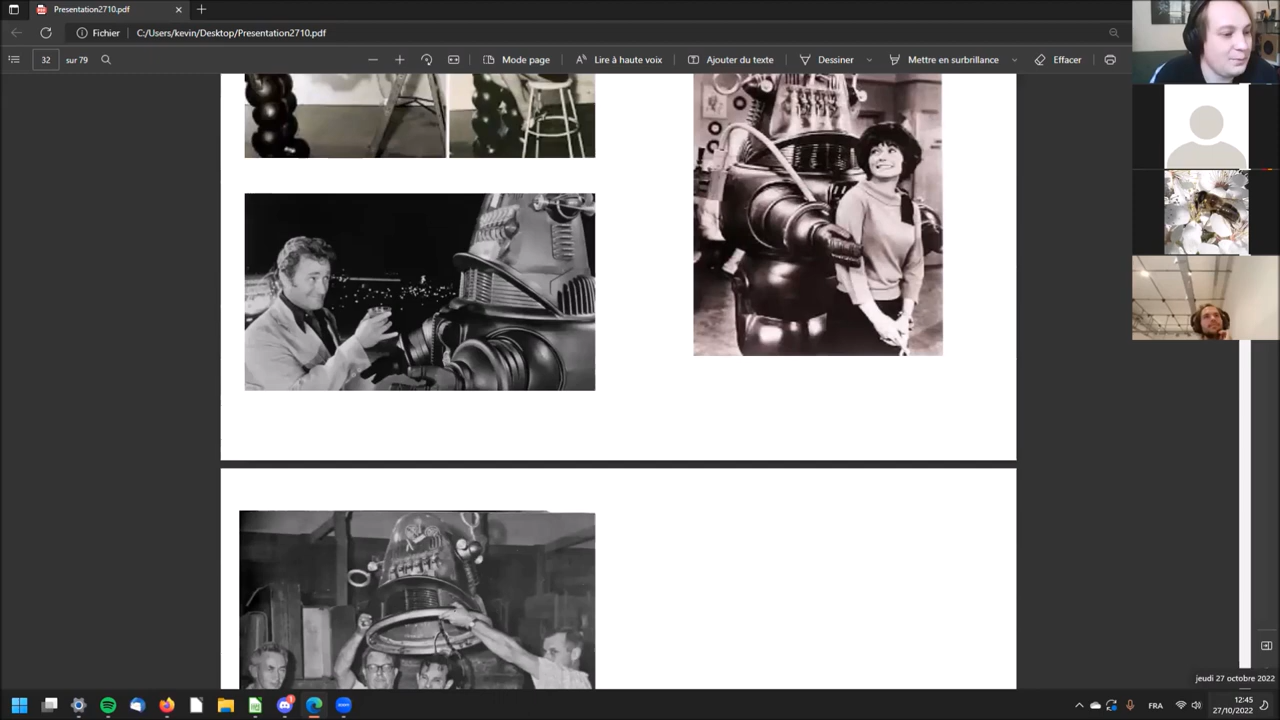 Presentation2710.pdf
Fichier
C:/Users/kevin/Desktop/Presentation2710.pdf
32 sur 79
Mode page
Lire à haute voix
Ajouter du texte
Dessiner
Mettre en surbrillance
Effacer
jeudi 27 octobre 2022
FRA
12:45
27/10/2022